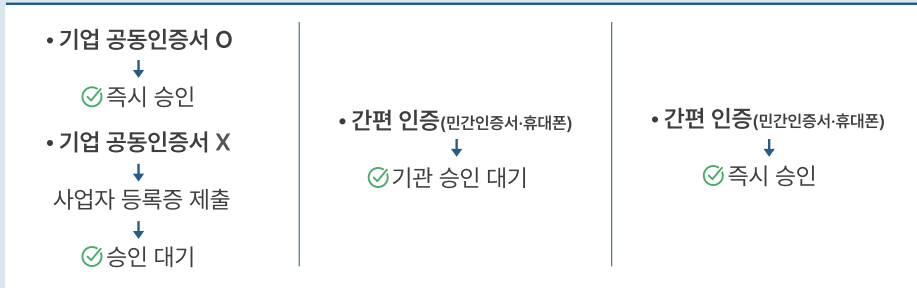 • 기업 공동인증서 O
즉시 승인
• 기업 공동인증서 X
사업자 등록증 제출
승인 대기
• 간편 인증(민간인증서·휴대폰)
기관 승인 대기
• 간편 인증(민간인증서·휴대폰)
즉시 승인